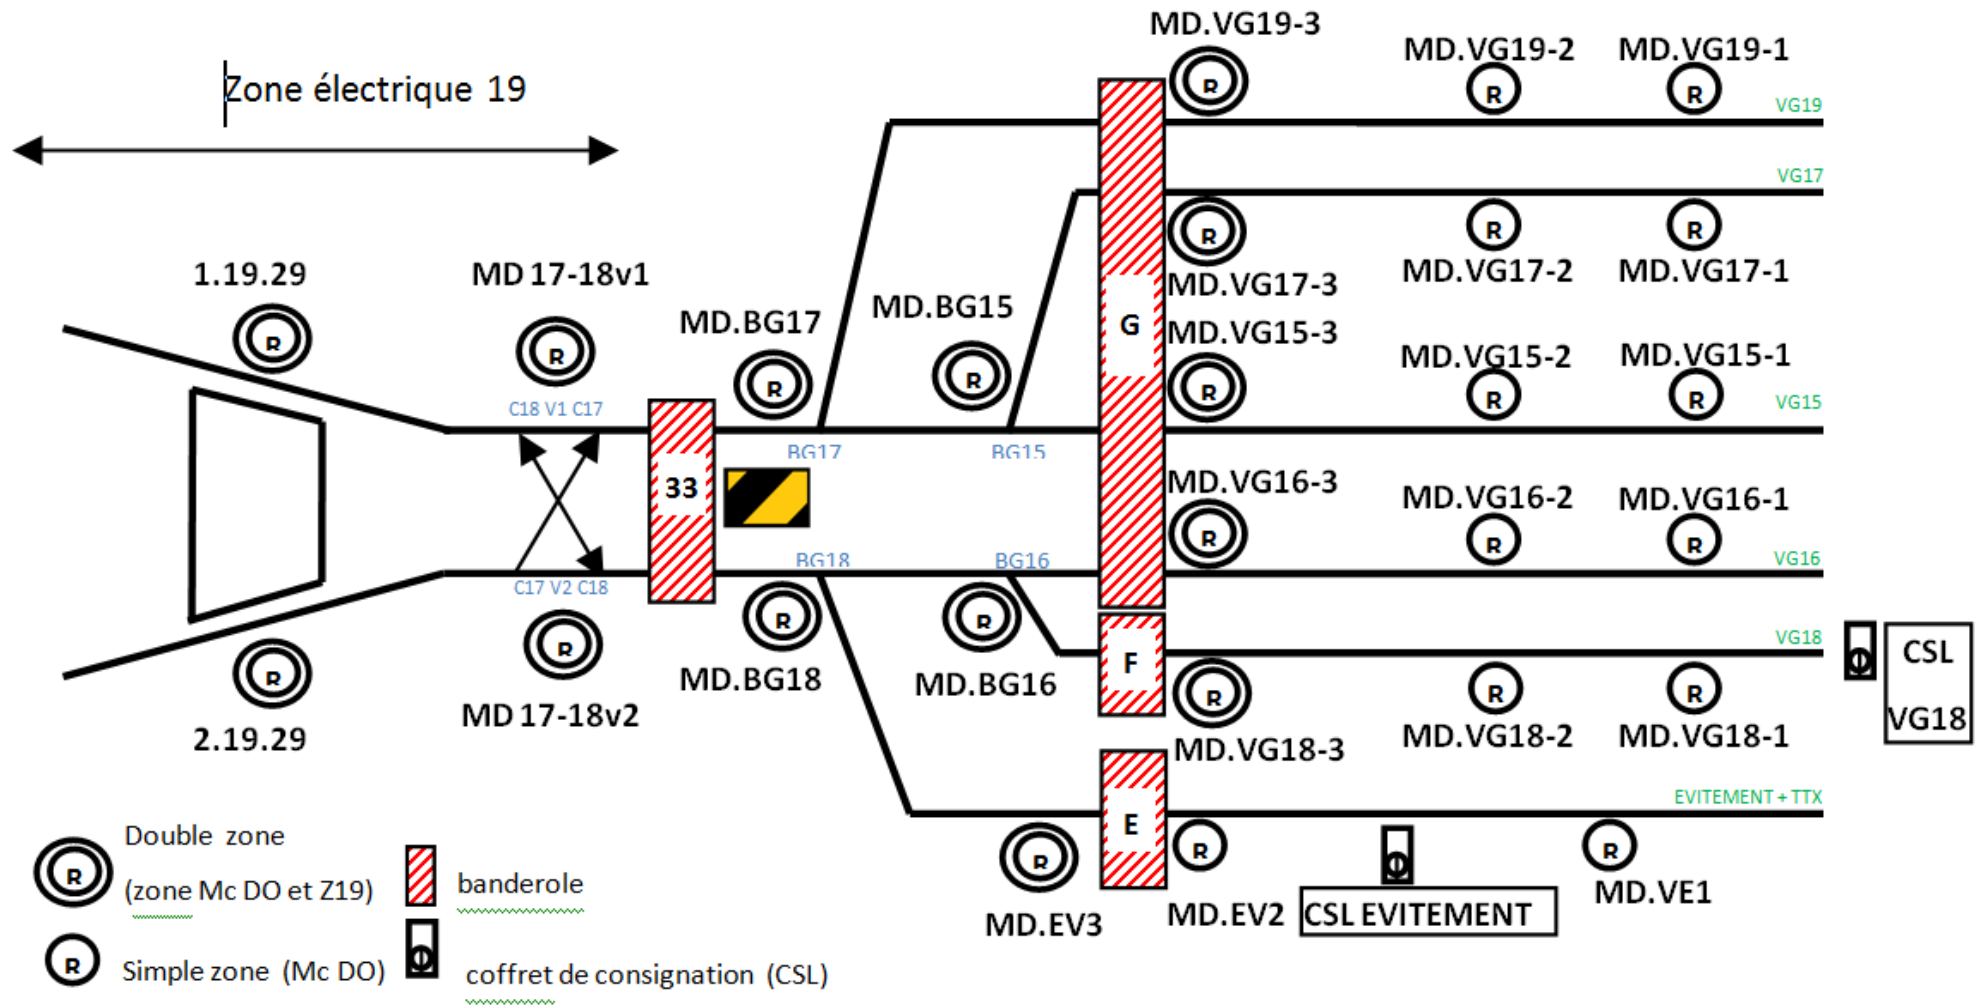 MD.VG19-3
MD.VG19-2
MD.VG19-1
Zone électrique 19
R
R
R
VG19
VG17
R
R
R
1.19.29
MD 17-18v1
MD.VG17-3
MD.VG17-2
MD.VG17-1
MD.BG17
MD.BG15
G
MD.VG15-3
R
R
MD.VG15-2
MD.VG15-1
R
R
R
R
R
C18 V1 C17
VG15
BG17
BG15
33
MD.VG16-3
MD.VG16-2
MD.VG16-1
R
R
R
BG18
BG16
VG16
C17 V2 C18
R
R
R
VG18
R
F
CSL
VG18
MD.BG18
MD.BG16
R
R
R
MD 17-18v2
2.19.29
MD.VG18-3
MD.VG18-2
MD.VG18-1
EVITEMENT + TTX
E
Double zone
(zone Mc DO et Z19)
R
banderole
R
R
R
MD.EV3
MD.EV2
CSL EVITEMENT
MD.VE1
R
Simple zone (Mc DO)
coffret de consignation (CSL)